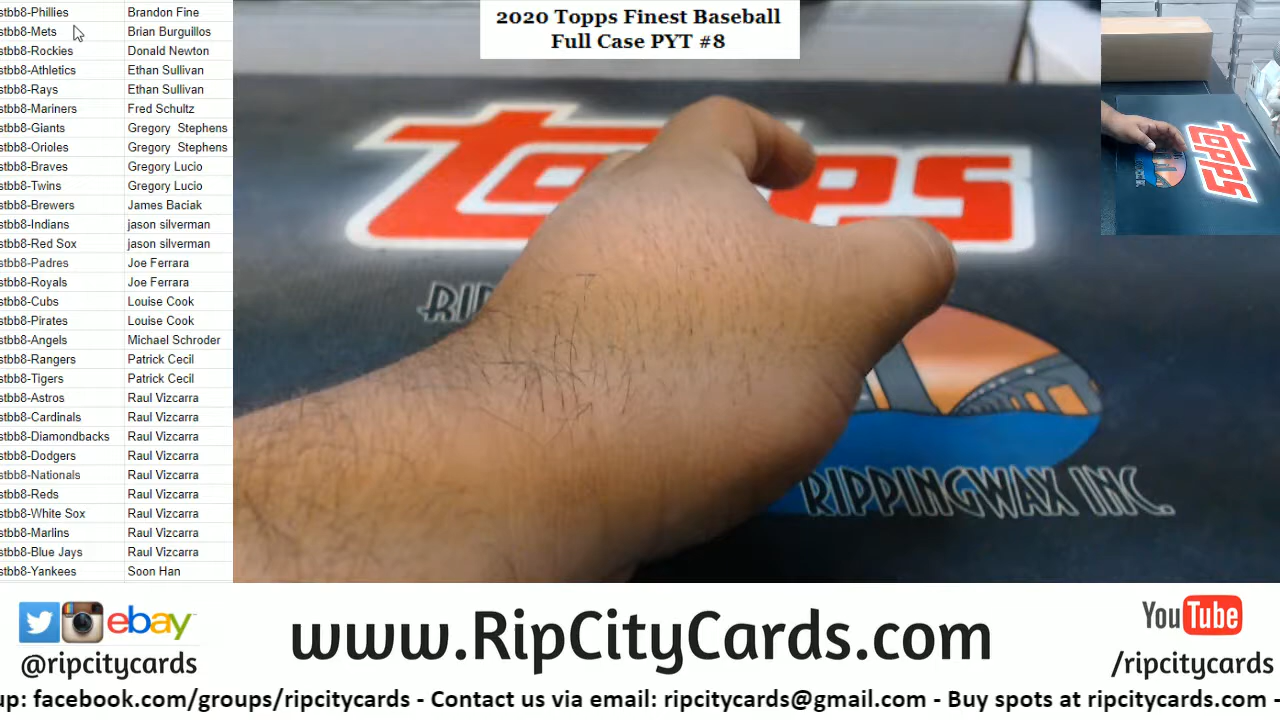 2020 Topps Finest Baseball
Full Case PYT #8
stbb8-Phillies Brandon Fine
stbb8-Mets Brian Burguillos
stbb8-Rockies Donald Newton
stbb8-Athletics Ethan Sullivan
stbb8-Rays Ethan Sullivan
stbb8-Mariners Fred Schultz
stbb8-Giants Gregory  Stephens
stbb8-Orioles Gregory  Stephens
stbb8-Braves Gregory Lucio
stbb8-Twins Gregory Lucio
stbb8-Brewers James Baciak
stbb8-Indians jason silverman
stbb8-Red Sox jason silverman
stbb8-Padres Joe Ferrara
stbb8-Royals Joe Ferrara
stbb8-Cubs Louise Cook
stbb8-Pirates Louise Cook
stbb8-Angels Michael Schroder
stbb8-Rangers Patrick Cecil
stbb8-Tigers Patrick Cecil
stbb8-Astros Raul Vizcarra
stbb8-Cardinals Raul Vizcarra
stbb8-Diamondbacks Raul Vizcarra
stbb8-Dodgers Raul Vizcarra
stbb8-Nationals Raul Vizcarra
stbb8-Reds Raul Vizcarra
stbb8-White Sox Raul Vizcarra
stbb8-Marlins Raul Vizcarra
stbb8-Blue Jays Raul Vizcarra
stbb8-Yankees Soon Han
topps
RIPPINGWAX INC.
topps
ebay
@ripcitycards
www.RipCityCards.com
YouTube
/ripcitycards
up: facebook.com/groups/ripcitycards - Contact us via email: ripcitycards@gmail.com - Buy spots at ripcitycards.com -